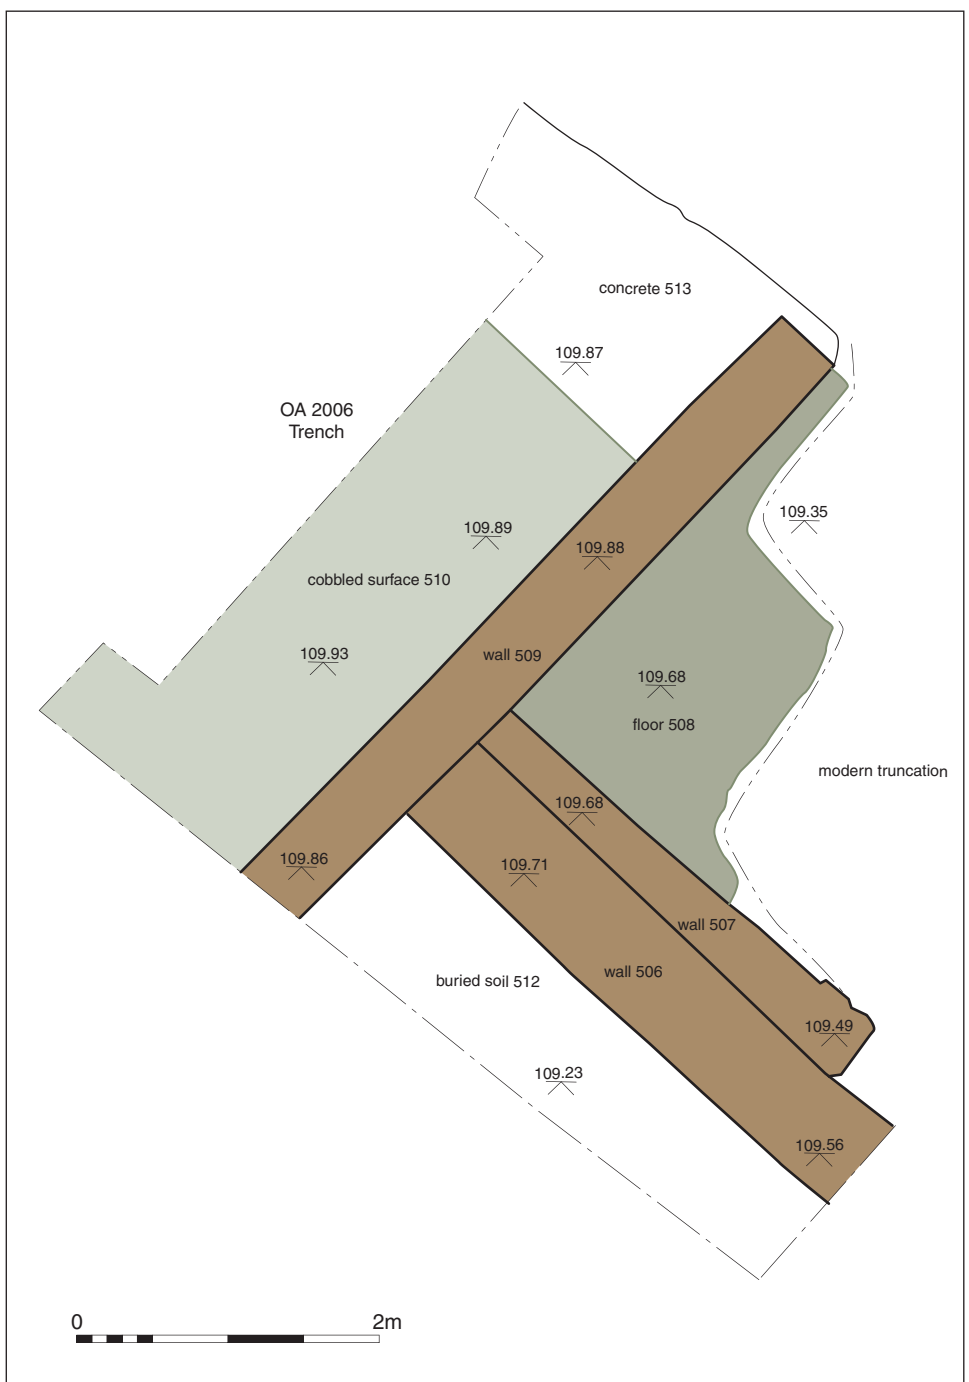 concrete 513
109.87
OA 2006
Trench
109.35
109.89
109.88
cobbled surface 510
109.93
wall 509
109.68
floor 508
modern truncation
109.68
109.86
109.71
wall 507
wall 506
buried soil 512
109.49
109.23
109.56
0 2m